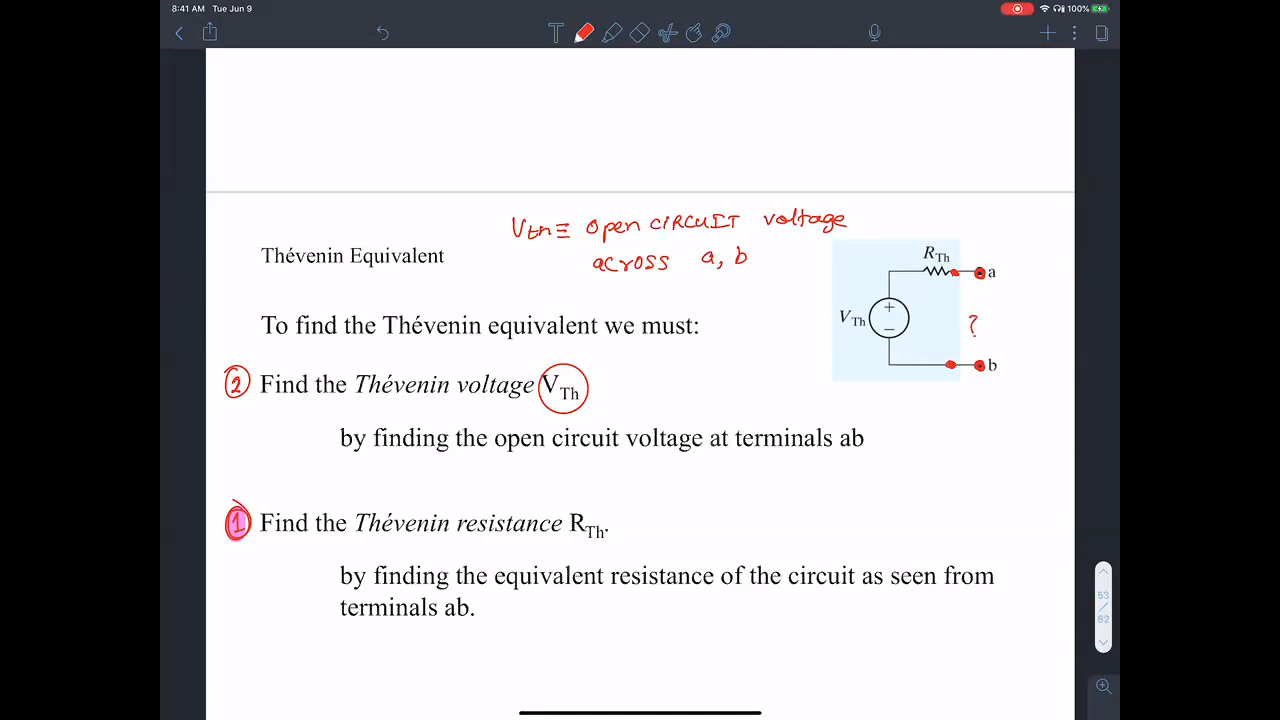 8:41 AM Tue Jun 9
100%
T
Vth ≡ open CIRCUIT voltage
across a, b
Thévenin Equivalent
RTh
a
+
VTh
−
?
b
To find the Thévenin equivalent we must:
2 Find the Thévenin voltage VTh
by finding the open circuit voltage at terminals ab
1 Find the Thévenin resistance RTh.
by finding the equivalent resistance of the circuit as seen from
terminals ab.
53
/
62